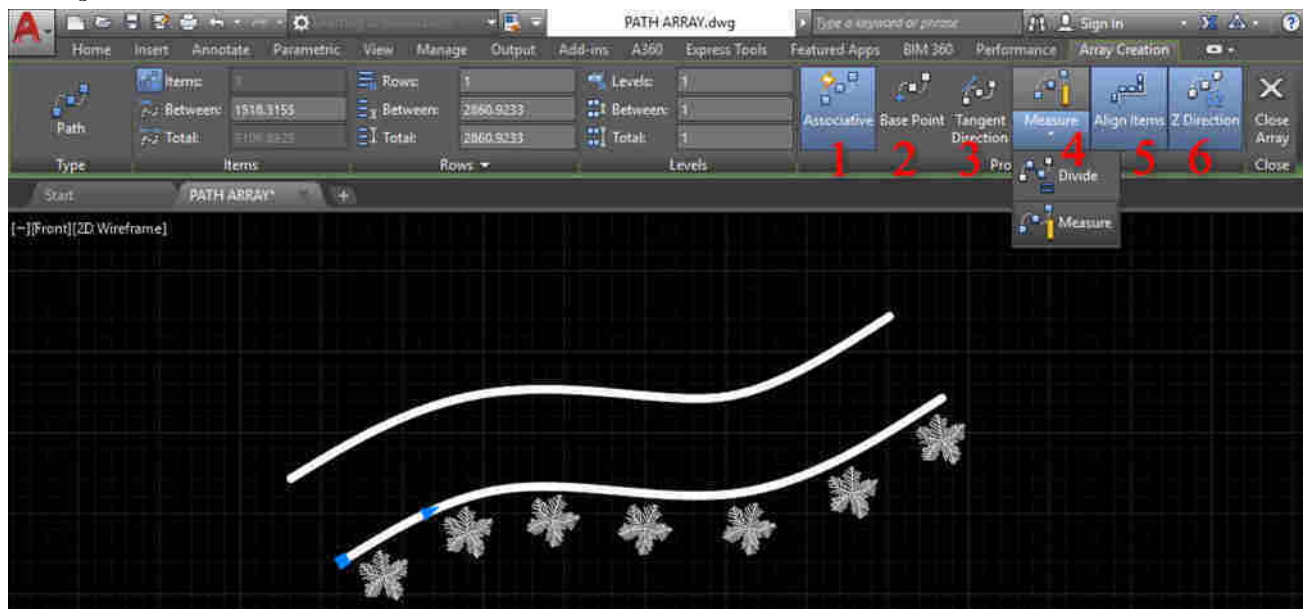 PATH ARRAY.dwg Type a keyword or phrase Sign In
Home Insert Annotate Parametric View Manage Output Add-ins A360 Express Tools Featured Apps BIM 360 Performance Array Creation
Path
Items:
Between: 1518.3155
Total:
Rows: 1
Between: 2860.9233
Total: 2860.9233
Levels: 1
Between: 1
Total: 1
Associative Base Point Tangent Direction Measure Align Items Z Direction Close Array
1 2 3 4 5 6
Type Items Rows Levels Pro Close
Divide
Measure
Start PATH ARRAY* +
[−][Front][2D Wireframe]